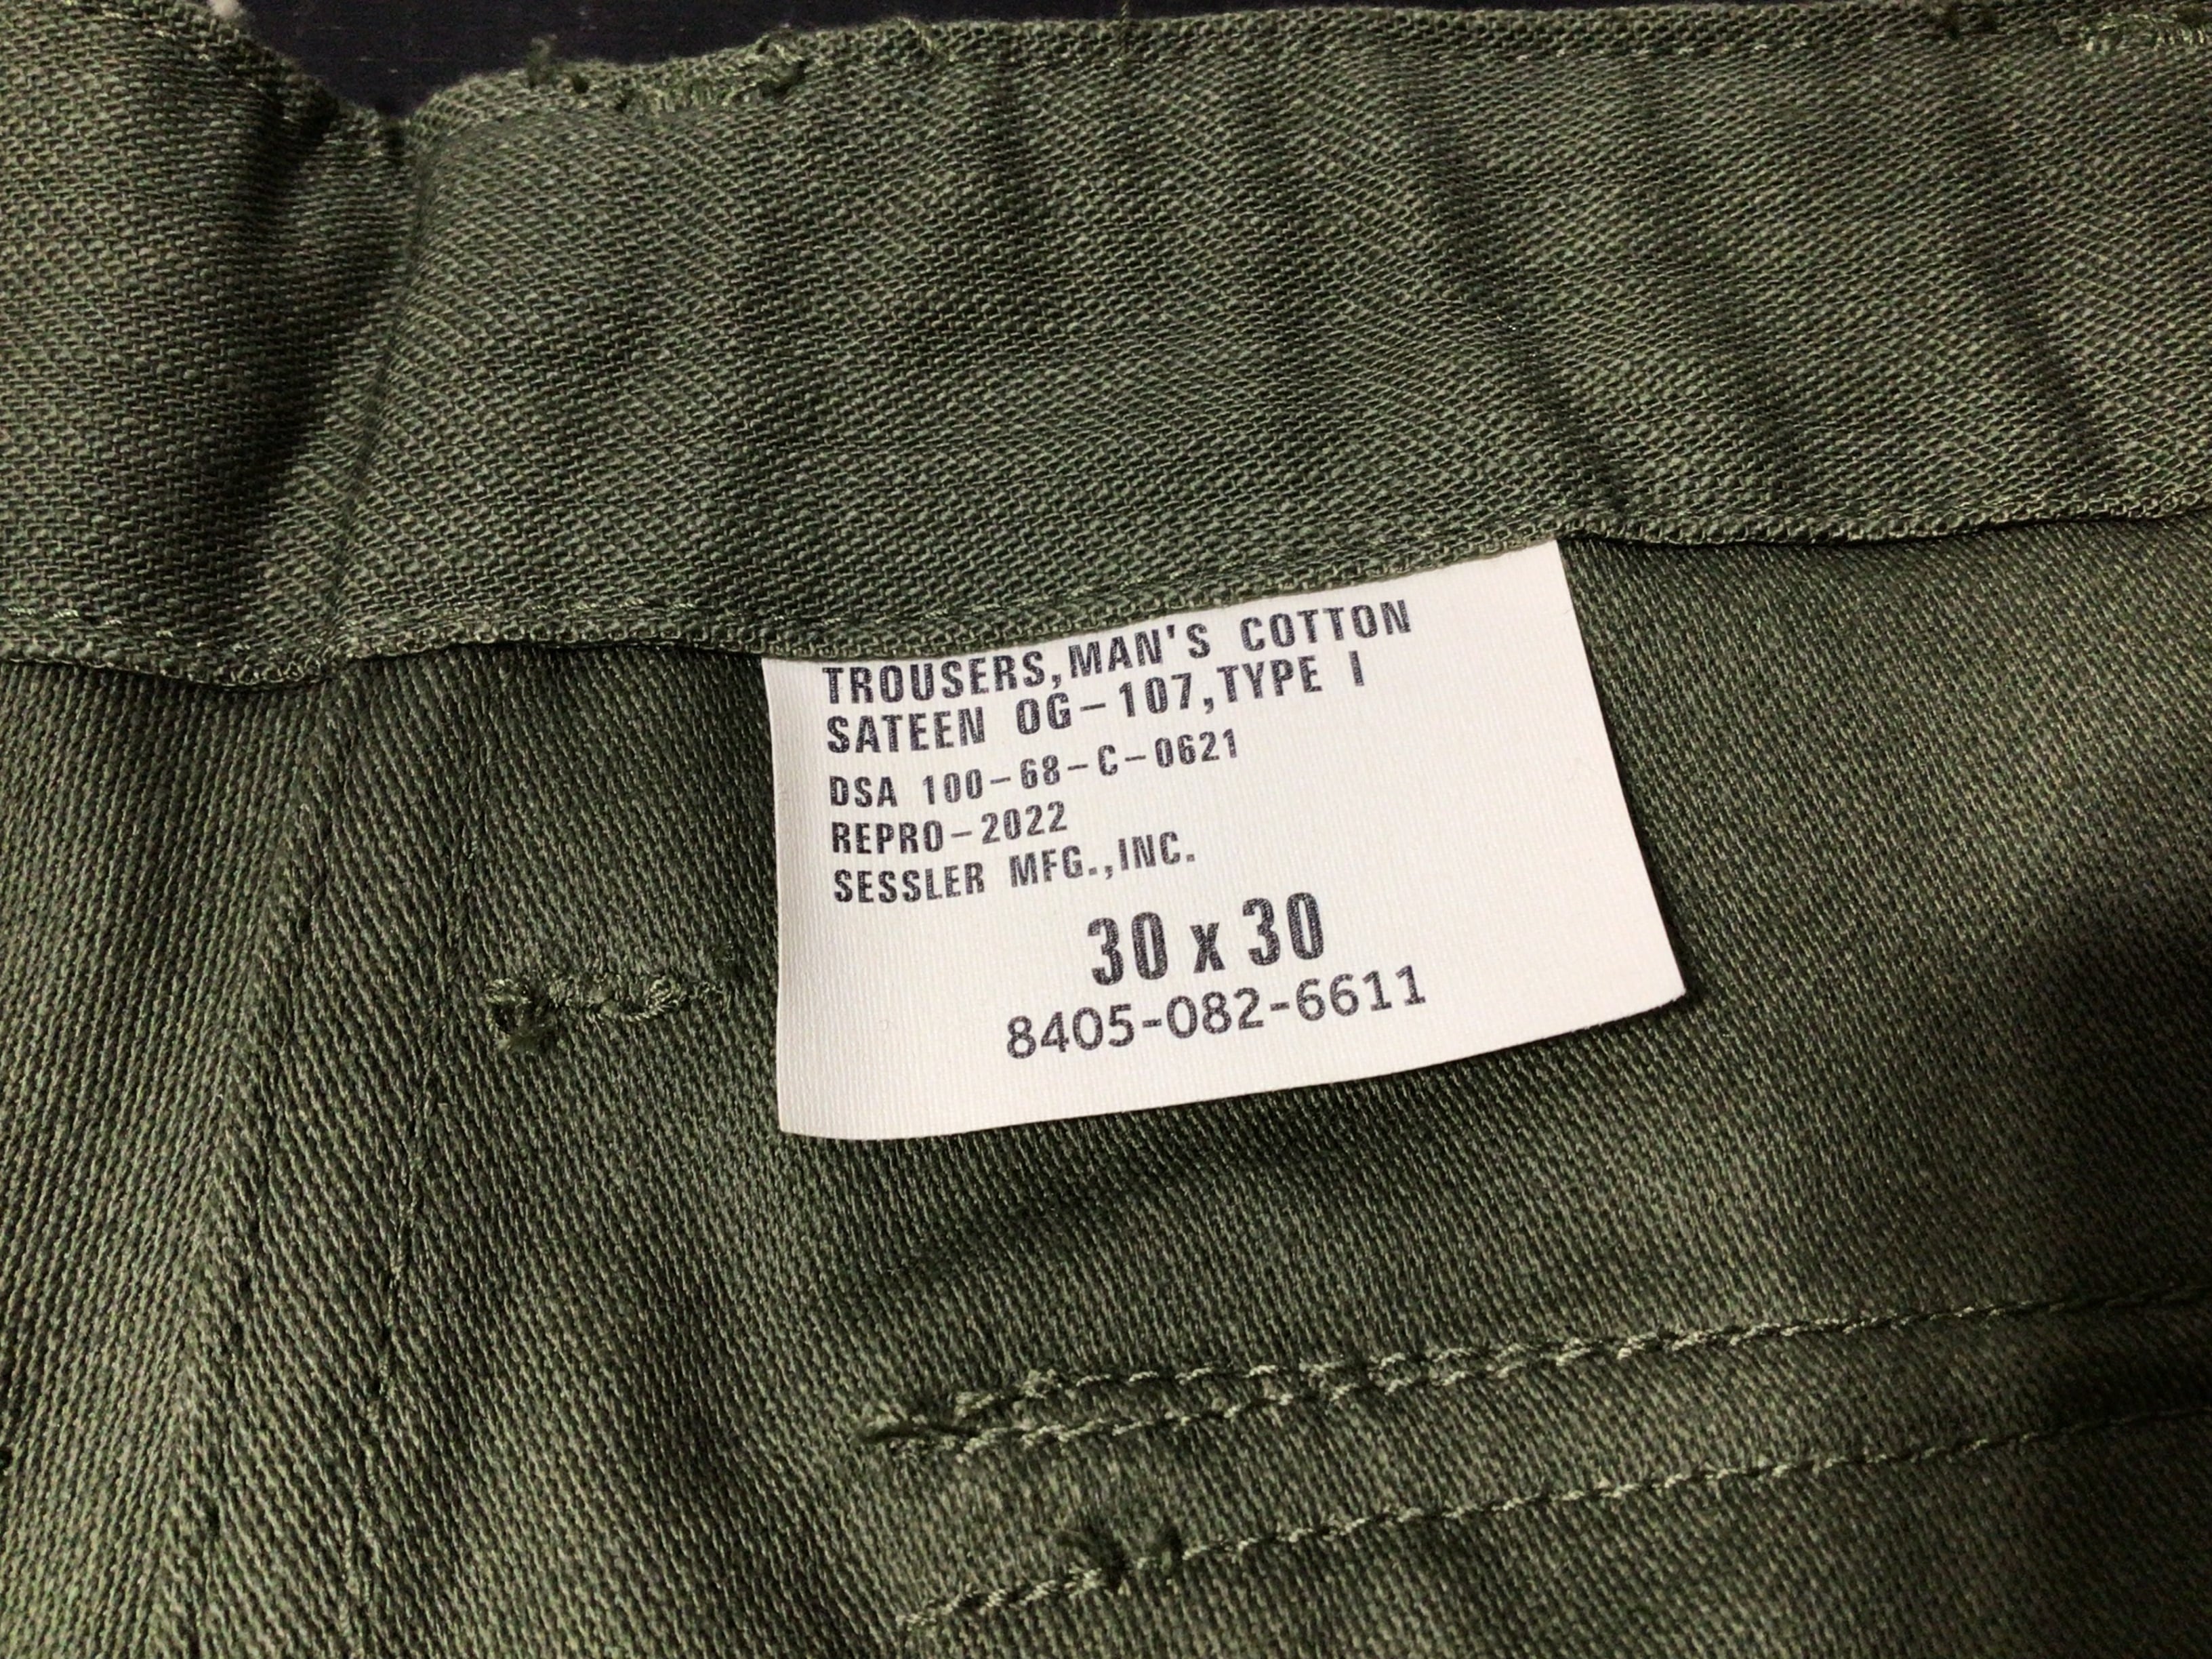 TROUSERS,MAN'S COTTON
SATEEN OG-107,TYPE I
DSA 100-68-C-0621
REPRO-2022
SESSLER MFG.,INC.
30 x 30
8405-082-6611